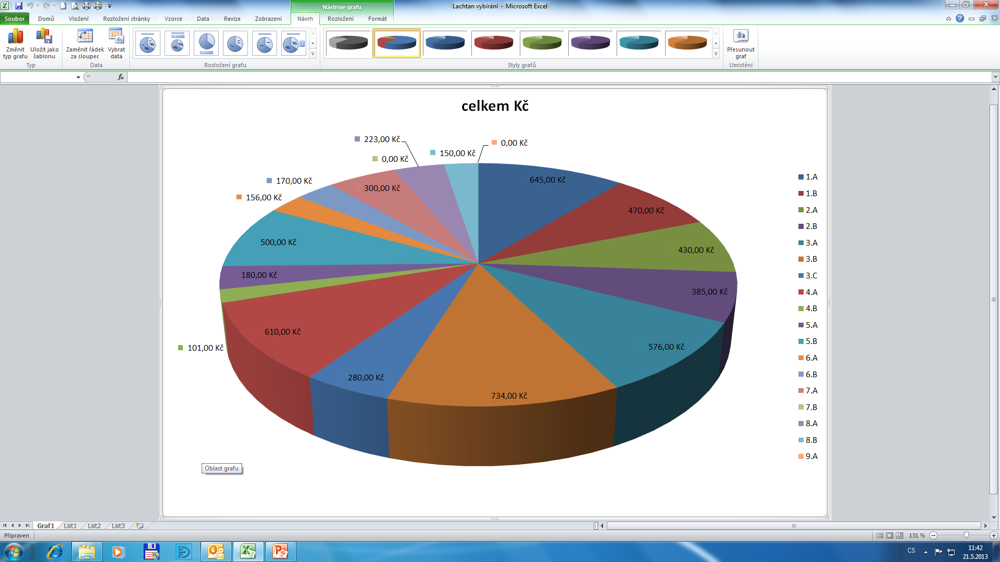 Nástroje grafu
Lachtan vybírání - Microsoft Excel
Soubor
Domů
Vložení
Rozložení stránky
Vzorce
Data
Revize
Zobrazení
Návrh
Rozložení
Formát
Změnit typ grafu
Uložit jako šablonu
Zaměnit řádek za sloupec
Vybrat data
Přesunout graf
Typ
Data
Rozložení grafu
Styly grafů
Umístění
fx
celkem Kč
223,00 Kč
0,00 Kč
150,00 Kč
0,00 Kč
170,00 Kč
156,00 Kč
300,00 Kč
645,00 Kč
470,00 Kč
500,00 Kč
430,00 Kč
180,00 Kč
385,00 Kč
610,00 Kč
101,00 Kč
576,00 Kč
280,00 Kč
734,00 Kč
1.A
1.B
2.A
2.B
3.A
3.B
3.C
4.A
4.B
5.A
5.B
6.A
6.B
7.A
7.B
8.A
8.B
9.A
Oblast grafu
Graf1
List1
List2
List3
Připraven
131 %
CS
11:42
21.5.2013